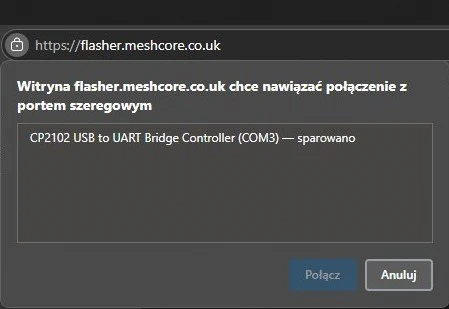 https://flasher.meshcore.co.uk
Witryna flasher.meshcore.co.uk chce nawiązać połączenie z
portem szeregowym
CP2102 USB to UART Bridge Controller (COM3) — sparowano
Połącz
Anuluj